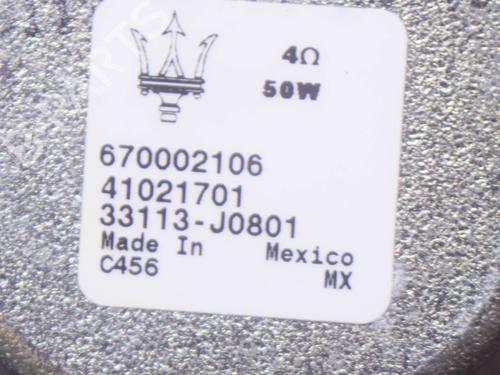 4Ω
50W
670002106
41021701
33113-J0801
Made In Mexico
C456 MX